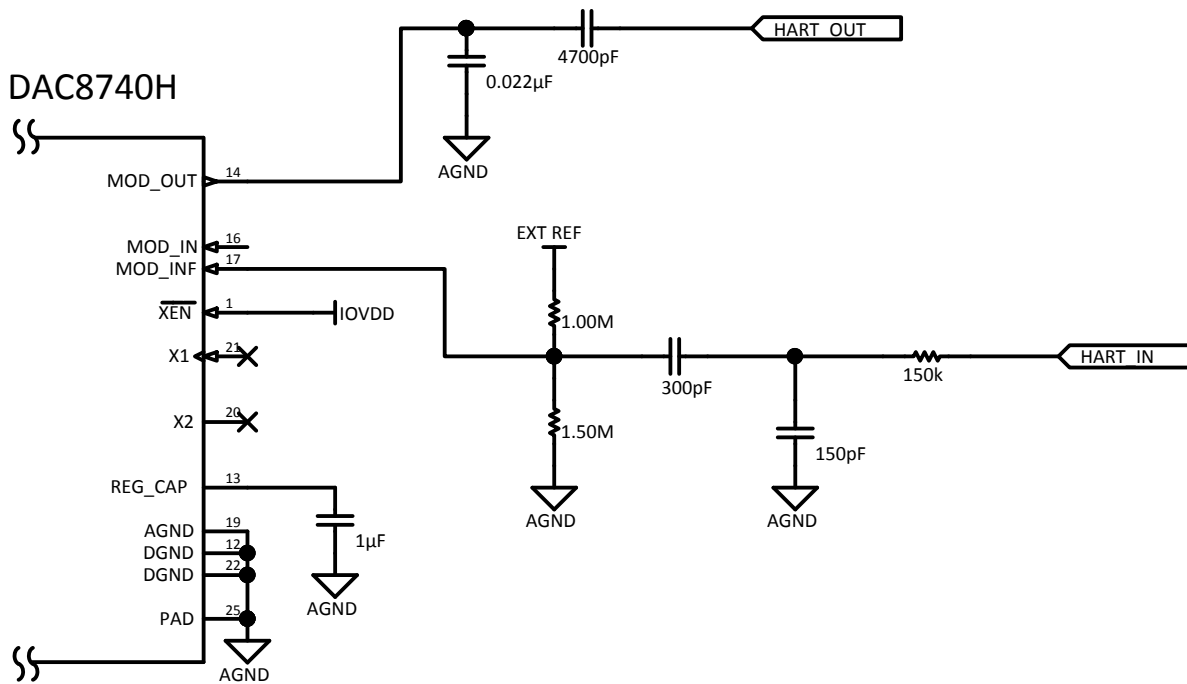 HART_OUT
4700pF
0.022µF
DAC8740H
AGND
MOD_OUT 14
EXT REF
MOD_IN 16
MOD_INF 17
XEN 1 IOVDD
1.00M
X1 21
HART_IN
300pF
150k
X2 20
1.50M
150pF
REG_CAP 13
AGND
AGND
AGND 19
1µF
DGND 12
DGND 22
AGND
PAD 25
AGND